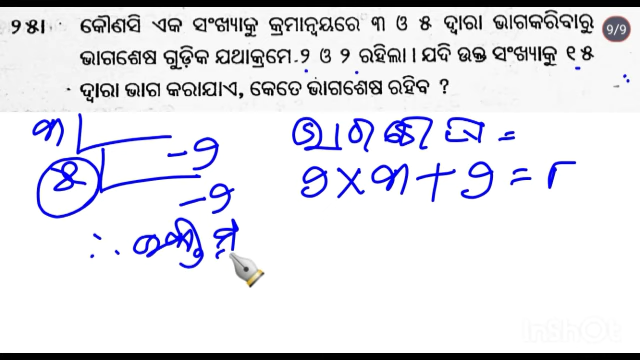 ୨୫। କୌଣସି ଏକ ସଂଖ୍ୟାକୁ କ୍ରମାନ୍ୱୟରେ ୩ ଓ ୫ ଦ୍ୱାରା ଭାଗକରିବାରୁ
9/9
ଭାଗଶେଷ ଗୁଡ଼ିକ ଯଥାକ୍ରମେ ୨ ଓ ୨ ରହିଲା । ଯଦି ଉକ୍ତ ସଂଖ୍ୟାକୁ ୧୫
ଦ୍ୱାରା ଭାଗ କରାଯାଏ, କେତେ ଭାଗଶେଷ ରହିବ ?
୩ ଭାଗଶେଷ =
– ୨
୫ ୨ × ୩ + ୨ = ୮
– ୨
∴
InShot